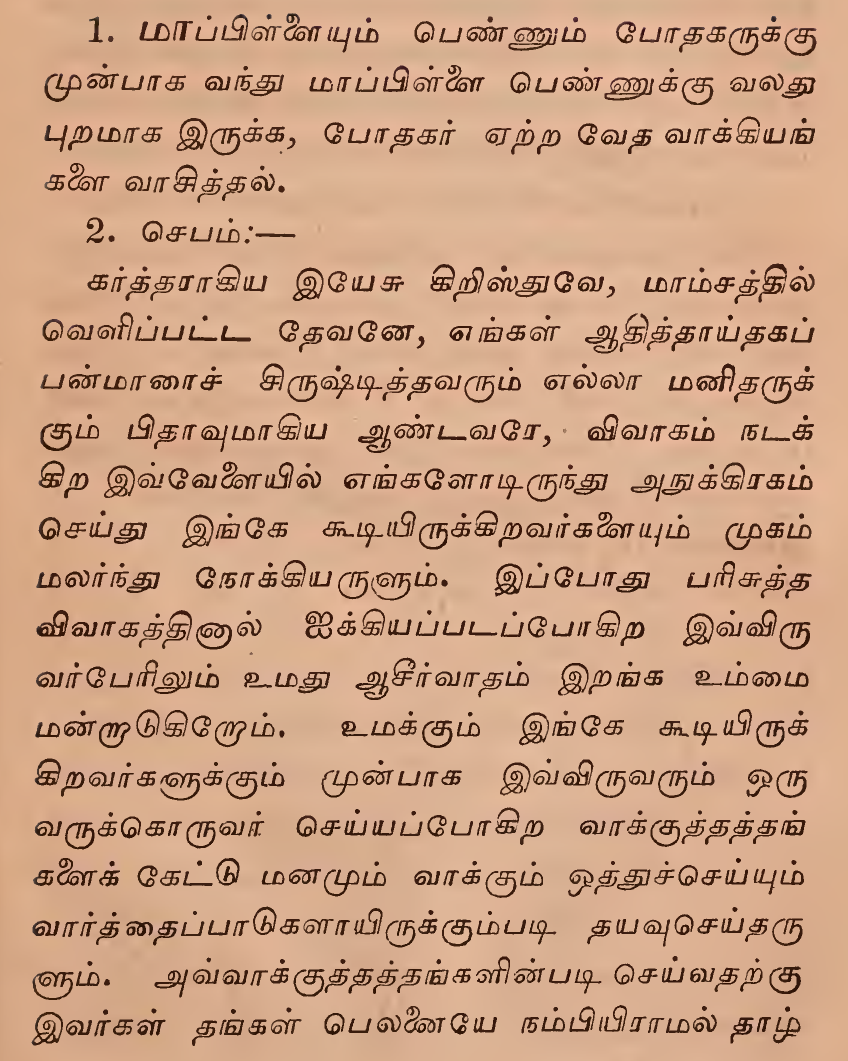 1. மாப்பிள்ளையும் பெண்ணும் போதகருக்கு
முன்பாக வந்து மாப்பிள்ளை பெண்ணுக்கு வலது
புறமாக இருக்க, போதகர் ஏற்ற வேத வாக்கியங்
களை வாசித்தல்.
2. செபம்:—
கர்த்தராகிய இயேசு கிறிஸ்துவே, மாம்சத்தில்
வெளிப்பட்ட தேவனே, எங்கள் ஆதித்தாய்தகப்
பன்மாரைச் சிருஷ்டித்தவரும் எல்லா மனிதருக்
கும் பிதாவுமாகிய ஆண்டவரே, விவாகம் நடக்
கிற இவ்வேளையில் எங்களோடிருந்து அநுக்கிரகம்
செய்து இங்கே கூடியிருக்கிறவர்களையும் முகம்
மலர்ந்து நோக்கியருளும். இப்போது பரிசுத்த
விவாகத்தினால் ஐக்கியப்படப்போகிற இவ்விரு
வர்பேரிலும் உமது ஆசீர்வாதம் இறங்க உம்மை
மன்றாடுகிறோம். உமக்கும் இங்கே கூடியிருக்
கிறவர்களுக்கும் முன்பாக இவ்விருவரும் ஒரு
வருக்கொருவர் செய்யப்போகிற வாக்குத்தத்தங்
களைக் கேட்டு மனமும் வாக்கும் ஒத்துச்செய்யும்
வார்த்தைப்பாடுகளாயிருக்கும்படி தயவுசெய்தரு
ளும். அவ்வாக்குத்தத்தங்களின்படி செய்வதற்கு
இவர்கள் தங்கள் பெலனையே நம்பியிராமல் தாழ்